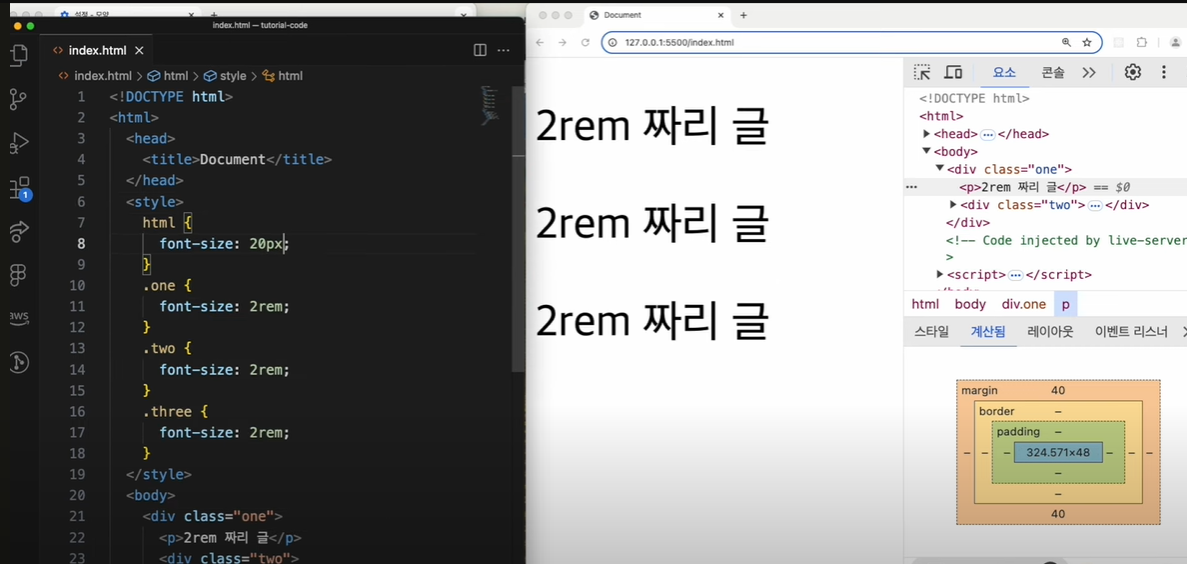 설정 – 모양
index.html — tutorial-code
index.html
index.html > html > style > html
1 <!DOCTYPE html>
2 <html>
3 <head>
4 <title>Document</title>
5 </head>
6 <style>
7 html {
8 font-size: 20px;
9 }
10 .one {
11 font-size: 2rem;
12 }
13 .two {
14 font-size: 2rem;
15 }
16 .three {
17 font-size: 2rem;
18 }
19 </style>
20 <body>
21 <div class="one">
22 <p>2rem 짜리 글</p>
23 <div class="two">
1
aws
Document
127.0.0.1:5500/index.html
2rem 짜리 글
2rem 짜리 글
2rem 짜리 글
요소 콘솔
<!DOCTYPE html>
<html>
<head> … </head>
<body>
<div class="one">
<p>2rem 짜리 글</p> == $0
<div class="two"> … </div>
</div>
<!-- Code injected by live-server
>
<script> … </script>
html body div.one p
스타일 계산됨 레이아웃 이벤트 리스너
margin 40
border –
padding –
– – – 324.571×48 – – –
–
–
40